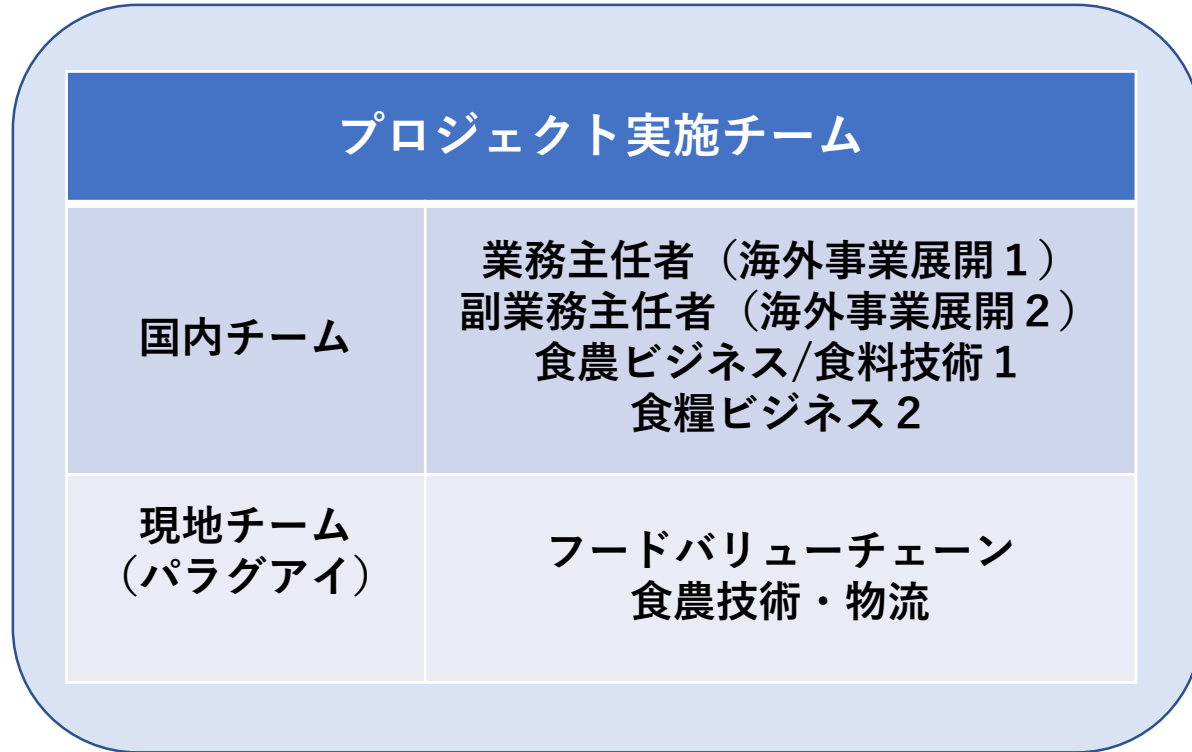 プロジェクト実施チーム
国内チーム
業務主任者（海外事業展開１）
副業務主任者（海外事業展開２）
食農ビジネス/食料技術１
食糧ビジネス２
現地チーム
（パラグアイ）
フードバリューチェーン
食農技術・物流